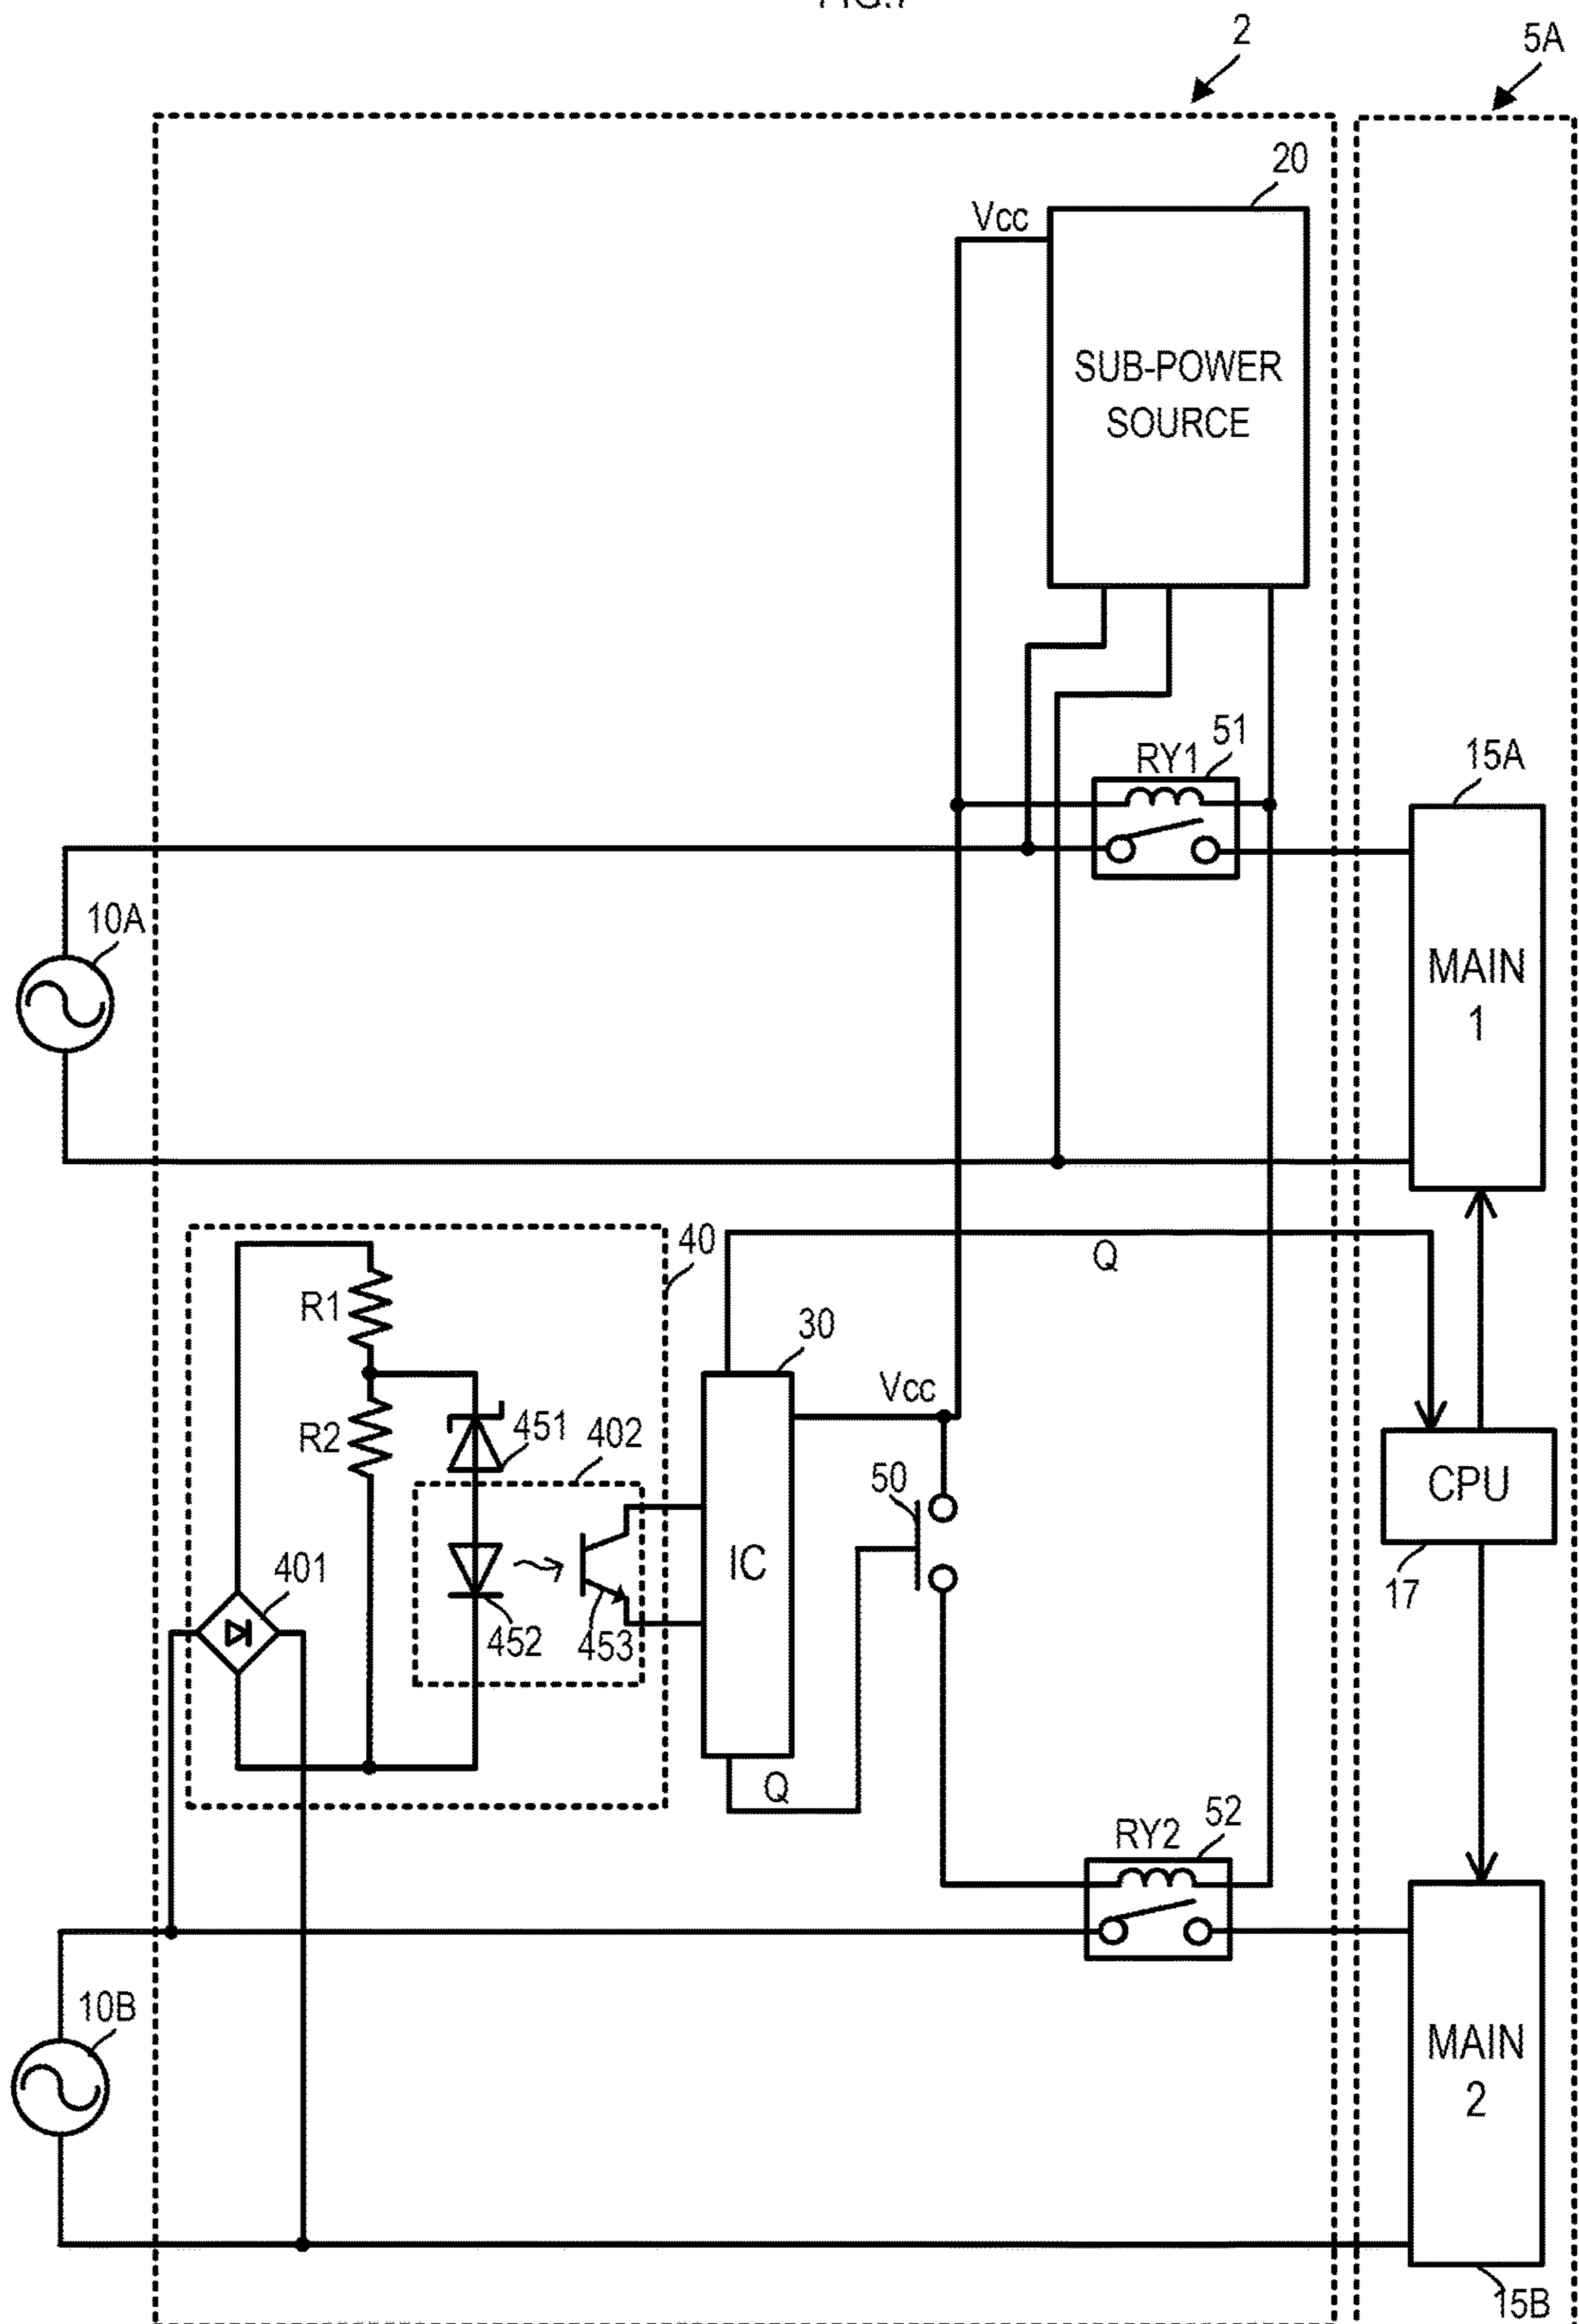 2
5A
20
Vcc
SUB-POWER
SOURCE
RY1
51
15A
10A
MAIN
1
40
Q
R1
30
Vcc
R2
451
402
50
CPU
IC
401
17
452
453
Q
RY2
52
10B
MAIN
2
15B